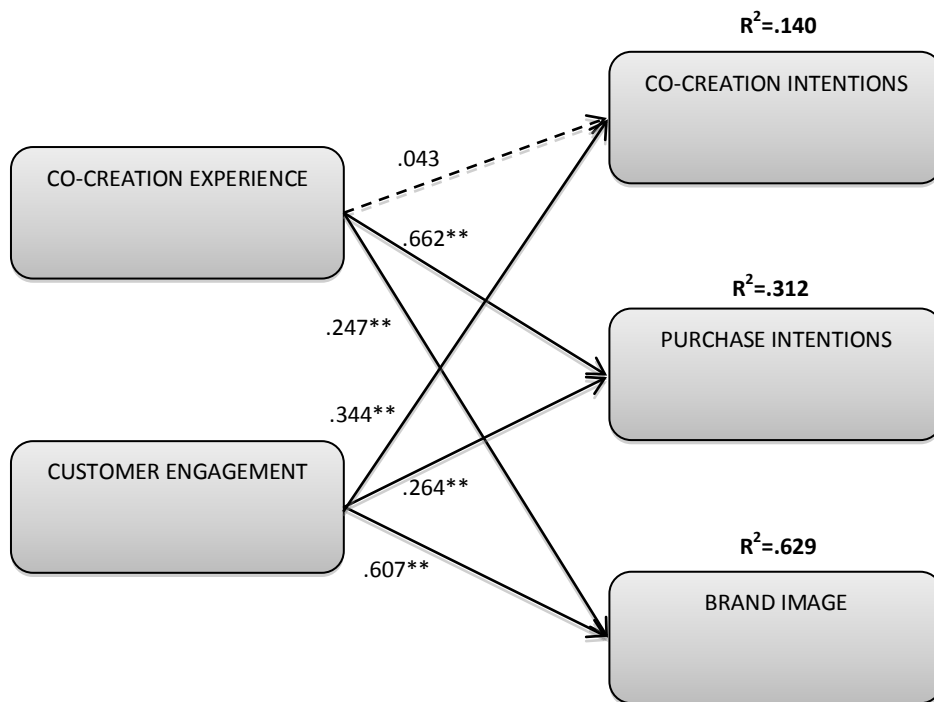 R²=.140
CO-CREATION INTENTIONS
.043
CO-CREATION EXPERIENCE
.662**
R²=.312
.247**
PURCHASE INTENTIONS
.344**
CUSTOMER ENGAGEMENT
.264**
R²=.629
.607**
BRAND IMAGE